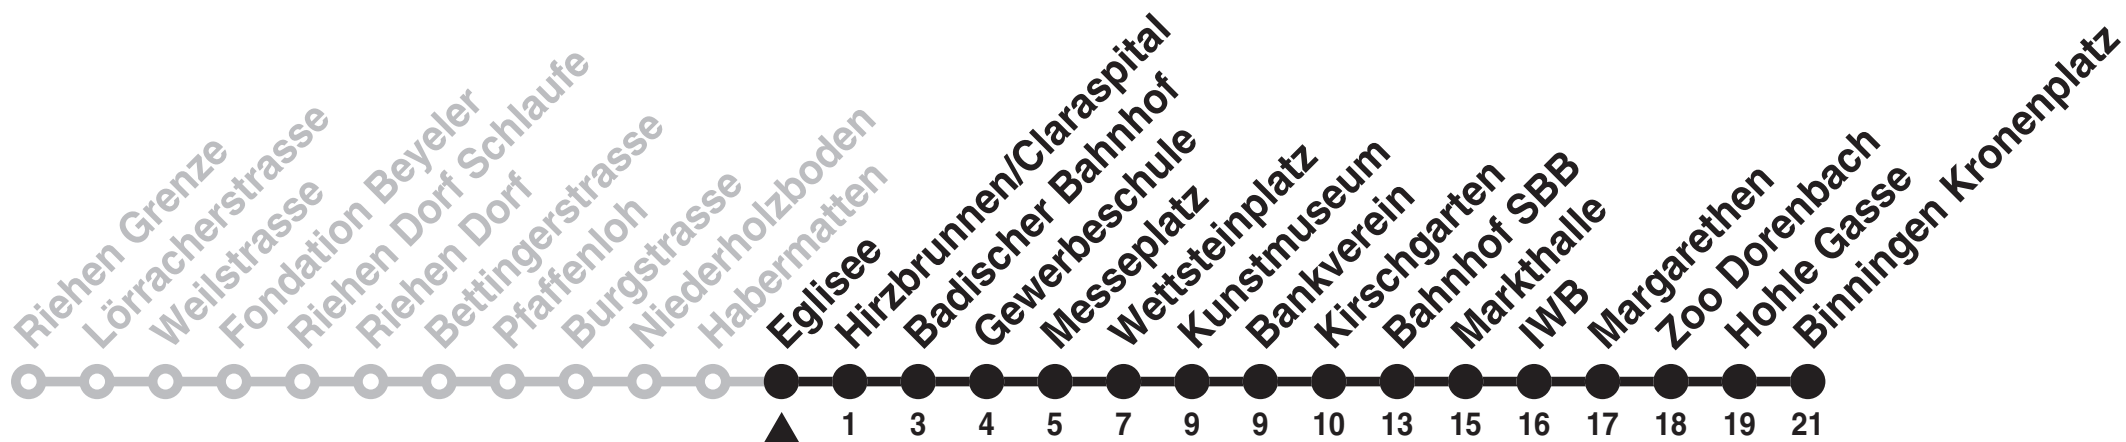 Riehen Grenze
Lörracherstrasse
Weilstrasse
Fondation Beyeler
Riehen Dorf Schlaufe
Riehen Dorf
Bettingerstrasse
Pfaffenloh
Burgstrasse
Niederholzboden
Habermatten
Eglisee
Hirzbrunnen/Claraspital
Badischer Bahnhof
Gewerbeschule
Messeplatz
Wettsteinplatz
Kunstmuseum
Bankverein
Kirschgarten
Bahnhof SBB
Markthalle
IWB
Margarethen
Zoo Dorenbach
Hohle Gasse
Binningen Kronenplatz
1 3 4 5 7 9 9 10 13 15 16 17 18 19 21